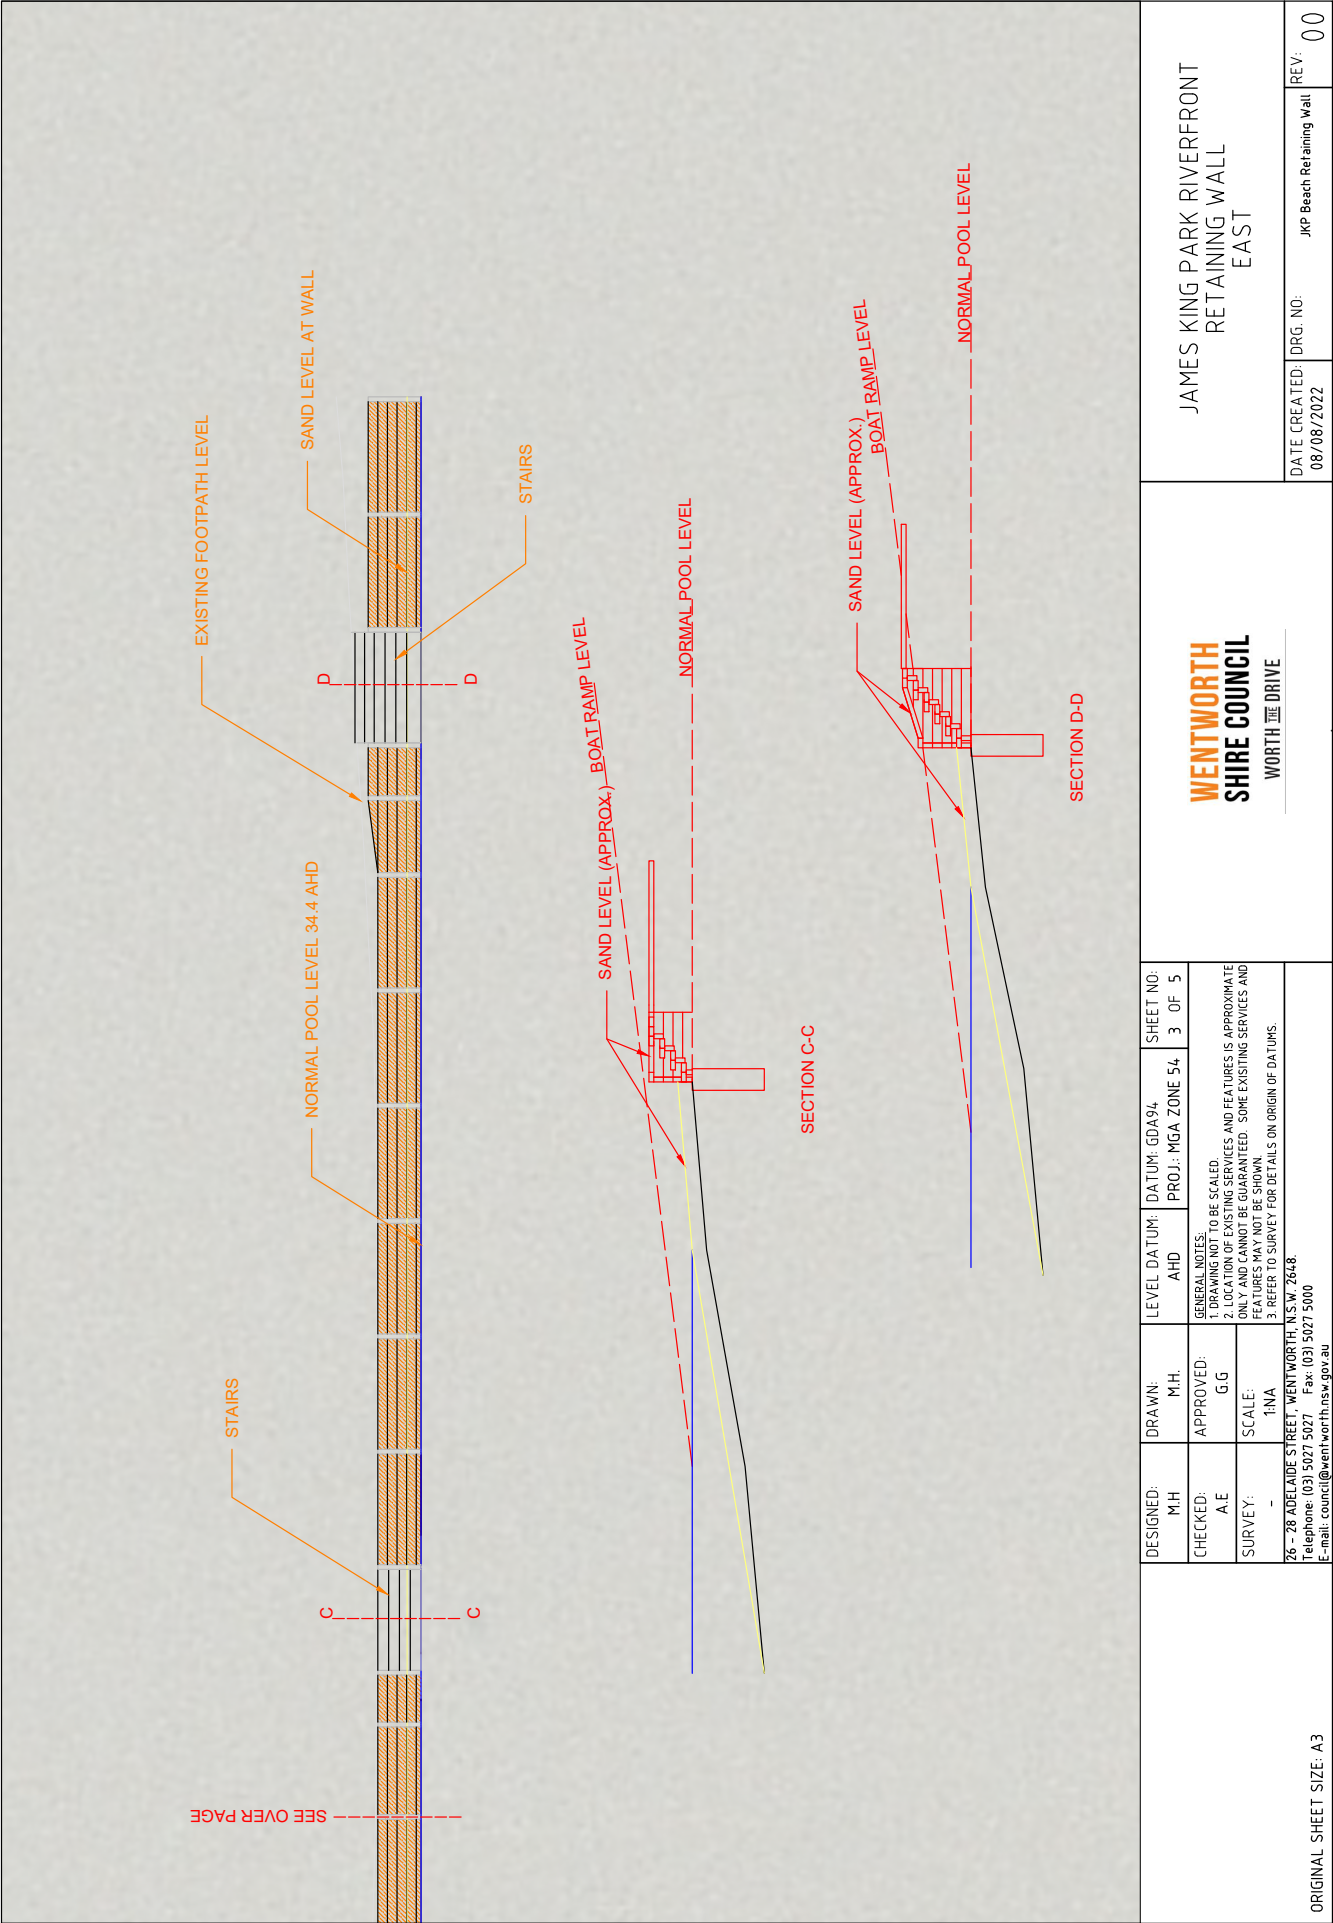 STAIRS
NORMAL POOL LEVEL 34.4 AHD
EXISTING FOOTPATH LEVEL
SAND LEVEL AT WALL
STAIRS
SEE OVER PAGE
C
C
D
D
SAND LEVEL (APPROX.)
BOAT RAMP LEVEL
NORMAL POOL LEVEL
SECTION C-C
SAND LEVEL (APPROX.)
BOAT RAMP LEVEL
NORMAL POOL LEVEL
SECTION D-D
ORIGINAL SHEET SIZE: A3
DESIGNED:
M.H
DRAWN:
M.H.
LEVEL DATUM:
AHD
DATUM: GDA94
PROJ.: MGA ZONE 54
SHEET NO:
3 OF 5
CHECKED:
A.E
APPROVED:
G.G
SURVEY:
-
SCALE:
1:NA
GENERAL NOTES:
1. DRAWING NOT TO BE SCALED.
2. LOCATION OF EXISTING SERVICES AND FEATURES IS APPROXIMATE
ONLY AND CANNOT BE GUARANTEED. SOME EXISITING SERVICES AND
FEATURES MAY NOT BE SHOWN.
3. REFER TO SURVEY FOR DETAILS ON ORIGIN OF DATUMS.
26 - 28 ADELAIDE STREET, WENTWORTH, N.S.W. 2648.
Telephone: (03) 5027 5027 Fax: (03) 5027 5000
E-mail: council@wentworth.nsw.gov.au
WENTWORTH
SHIRE COUNCIL
WORTH THE DRIVE
JAMES KING PARK RIVERFRONT
RETAINING WALL
EAST
DATE CREATED:
08/08/2022
DRG. NO:
JKP Beach Retaining Wall
REV:
00